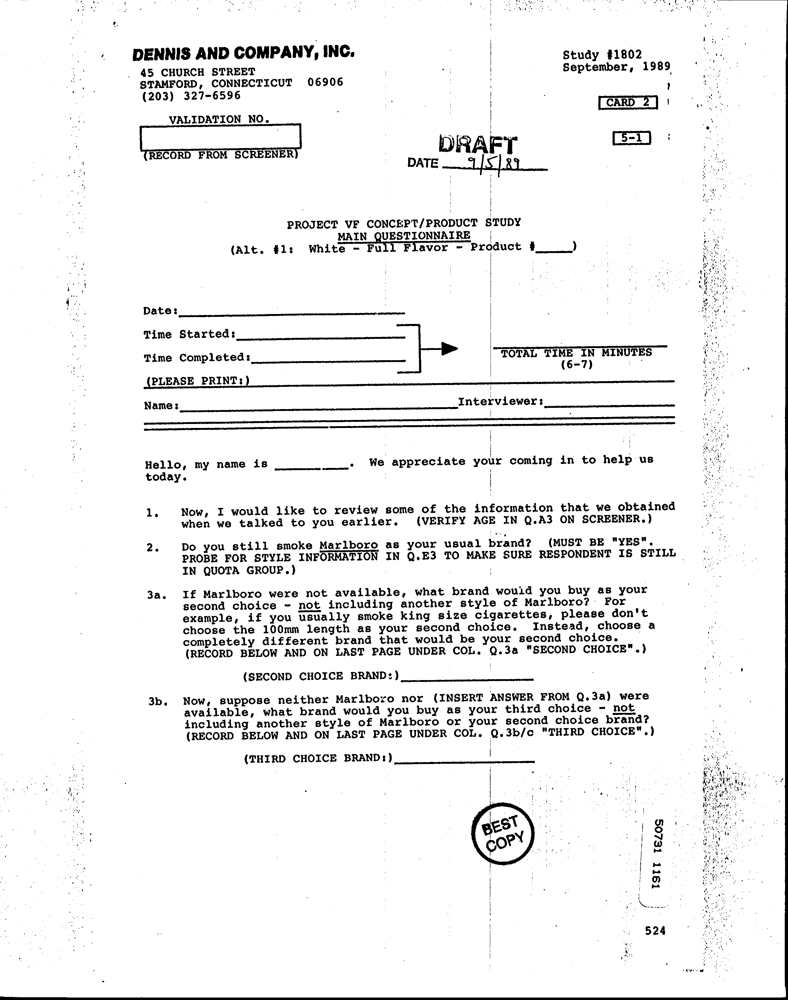 DENNIS AND COMPANY, INC.
45 CHURCH STREET
STAMFORD, CONNECTICUT 06906
(203) 327-6596
Study #1802
September, 1989
CARD 2
5-1
VALIDATION NO.
(RECORD FROM SCREENER)
DRAFT
DATE 9/5/89
PROJECT VF CONCEPT/PRODUCT STUDY
MAIN QUESTIONNAIRE
(Alt. #1: White - Full Flavor - Product #_____)
Date:
Time Started:
Time Completed:
TOTAL TIME IN MINUTES
(6-7)
(PLEASE PRINT:)
Name: Interviewer:
Hello, my name is __________. We appreciate your coming in to help us
today.
1. Now, I would like to review some of the information that we obtained
when we talked to you earlier. (VERIFY AGE IN Q.A3 ON SCREENER.)
2. Do you still smoke Marlboro as your usual brand? (MUST BE "YES".
PROBE FOR STYLE INFORMATION IN Q.E3 TO MAKE SURE RESPONDENT IS STILL
IN QUOTA GROUP.)
3a. If Marlboro were not available, what brand would you buy as your
second choice - not including another style of Marlboro? For
example, if you usually smoke king size cigarettes, please don't
choose the 100mm length as your second choice. Instead, choose a
completely different brand that would be your second choice.
(RECORD BELOW AND ON LAST PAGE UNDER COL. Q.3a "SECOND CHOICE".)
(SECOND CHOICE BRAND:)
3b. Now, suppose neither Marlboro nor (INSERT ANSWER FROM Q.3a) were
available, what brand would you buy as your third choice - not
including another style of Marlboro or your second choice brand?
(RECORD BELOW AND ON LAST PAGE UNDER COL. Q.3b/c "THIRD CHOICE".)
(THIRD CHOICE BRAND:)
BEST
COPY
50731 1161
524